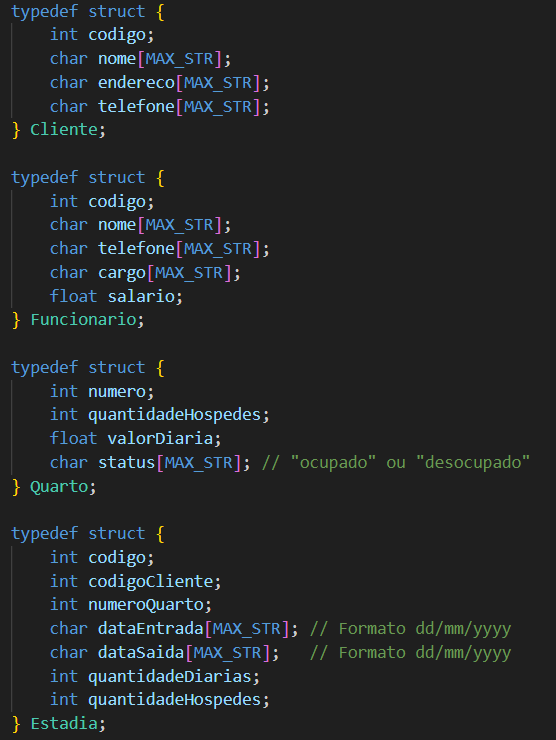 typedef struct {
    int codigo;
    char nome[MAX_STR];
    char endereco[MAX_STR];
    char telefone[MAX_STR];
} Cliente;

typedef struct {
    int codigo;
    char nome[MAX_STR];
    char telefone[MAX_STR];
    char cargo[MAX_STR];
    float salario;
} Funcionario;

typedef struct {
    int numero;
    int quantidadeHospedes;
    float valorDiaria;
    char status[MAX_STR]; // "ocupado" ou "desocupado"
} Quarto;

typedef struct {
    int codigo;
    int codigoCliente;
    int numeroQuarto;
    char dataEntrada[MAX_STR]; // Formato dd/mm/yyyy
    char dataSaida[MAX_STR];   // Formato dd/mm/yyyy
    int quantidadeDiarias;
    int quantidadeHospedes;
} Estadia;